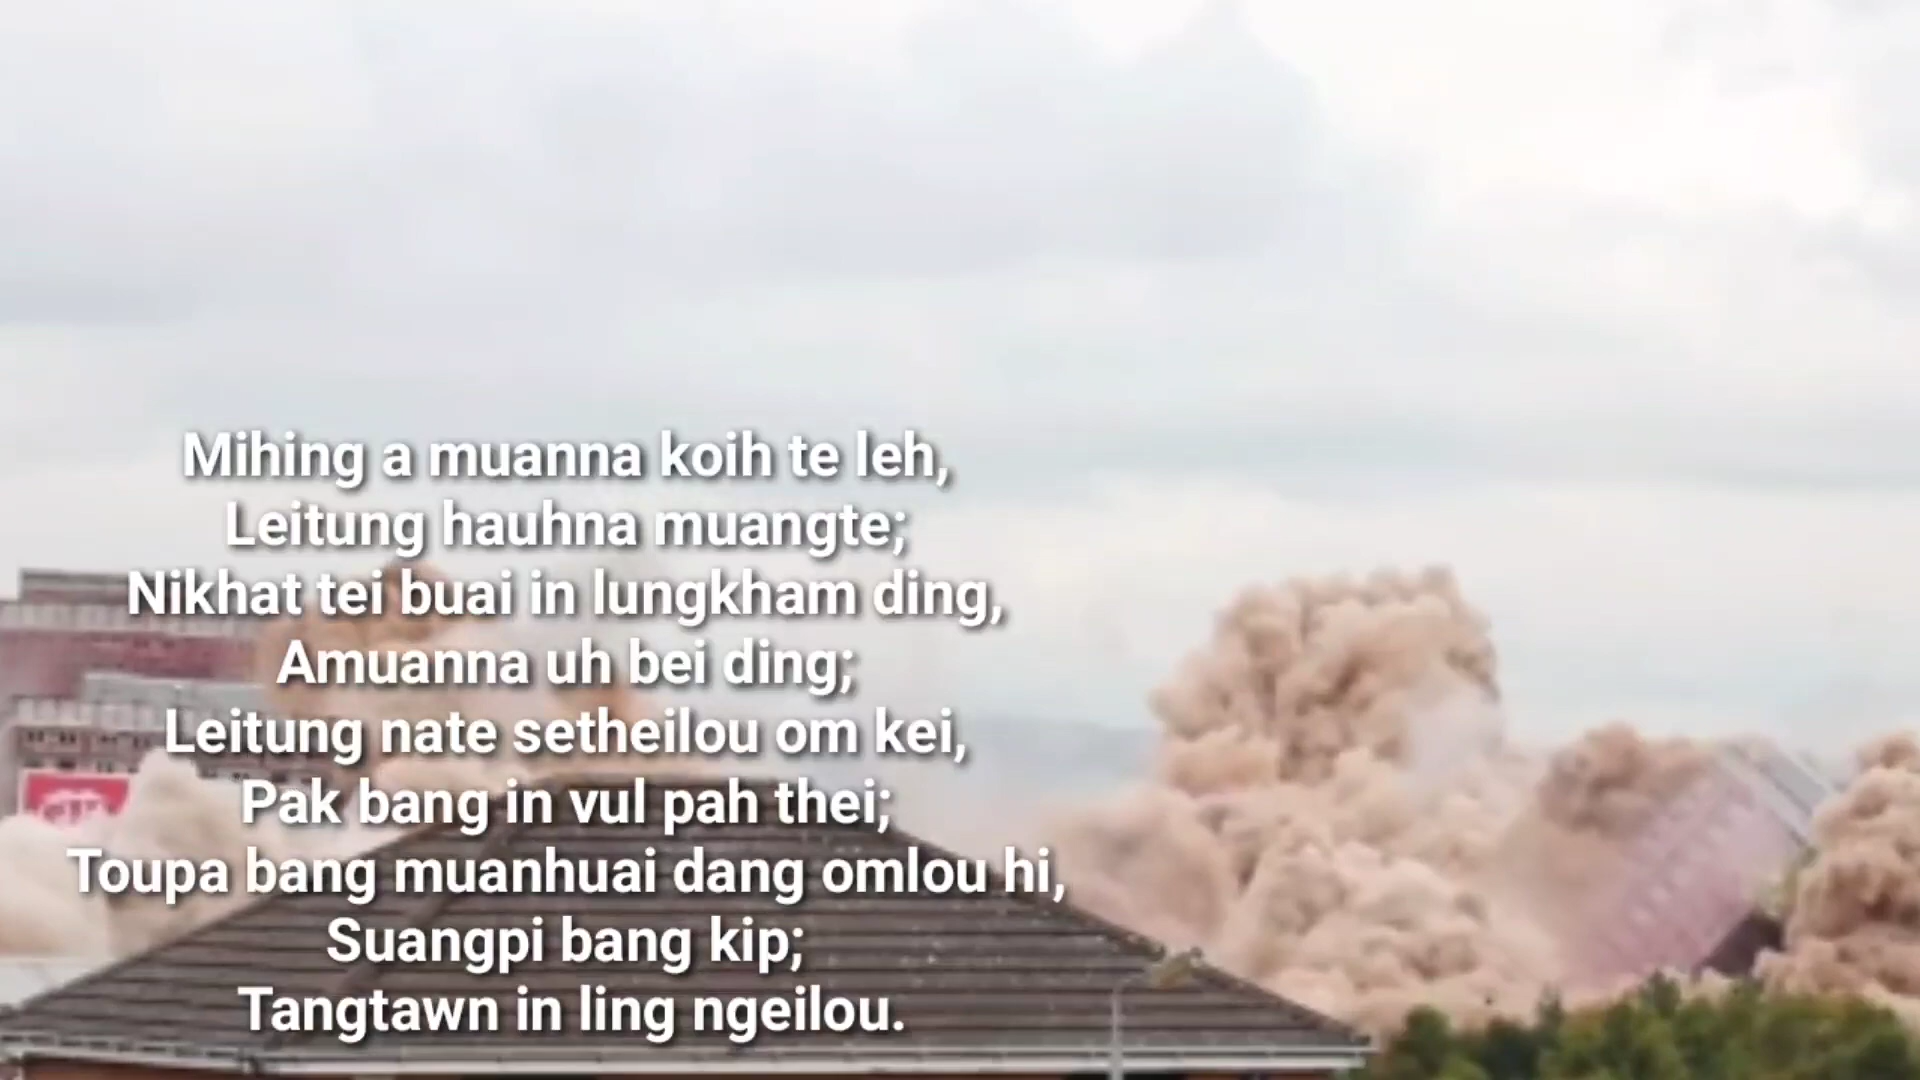 Mihing a muanna koih te leh,
Leitung hauhna muangte;
Nikhat tei buai in lungkham ding,
Amuanna uh bei ding;
Leitung nate setheilou om kei,
Pak bang in vul pah thei;
Toupa bang muanhuai dang omlou hi,
Suangpi bang kip;
Tangtawn in ling ngeilou.